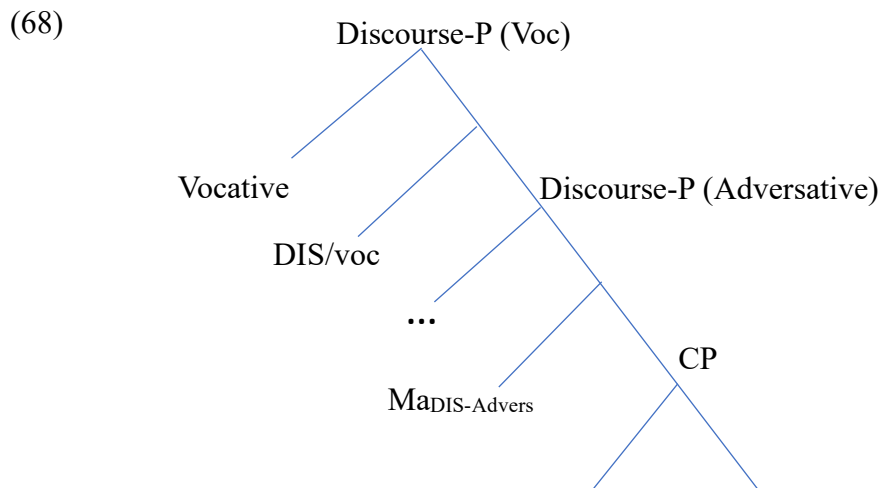 (68)
Discourse-P (Voc)
Vocative
Discourse-P (Adversative)
DIS/voc
...
CP
MaDIS-Advers